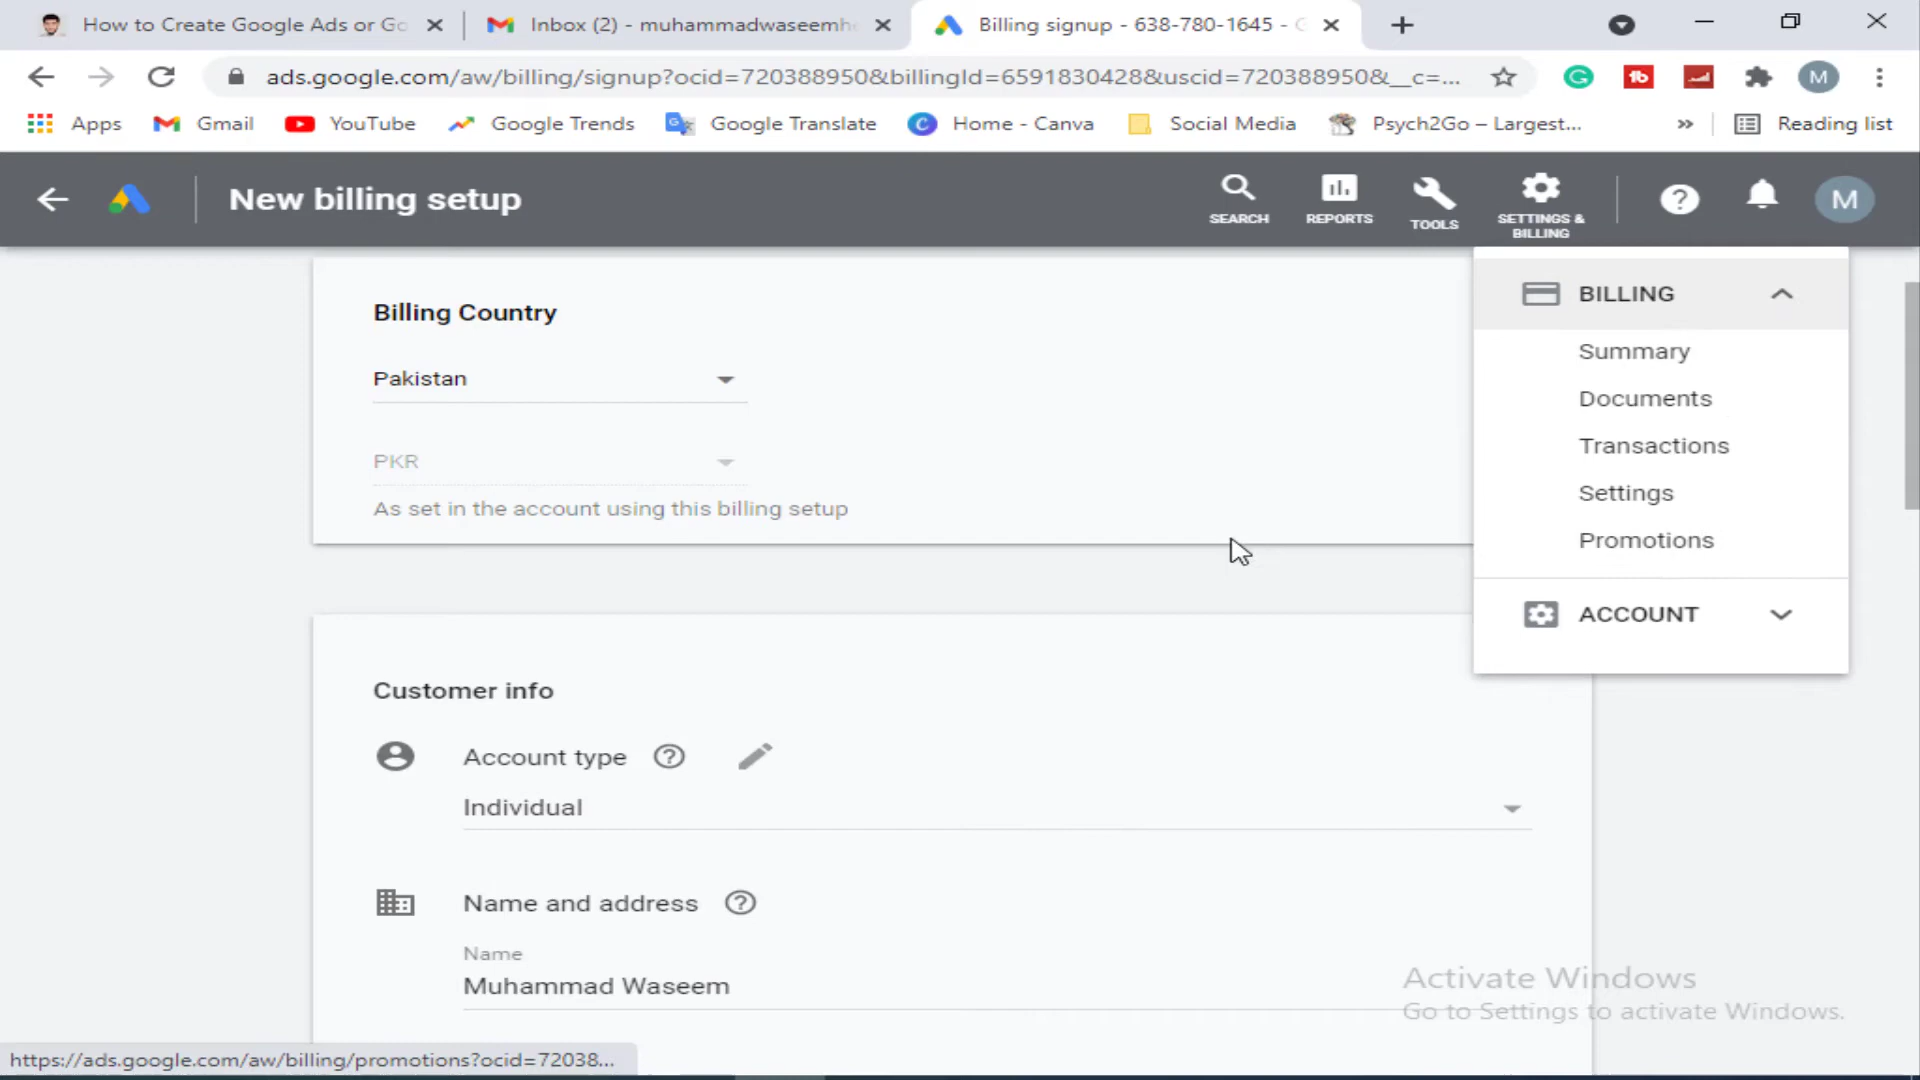 How to Create Google Ads or Go
Inbox (2) - muhammadwaseemhe
Billing signup - 638-780-1645 - G
ads.google.com/aw/billing/signup?ocid=720388950&billingId=6591830428&uscid=720388950&__c=...
Apps
Gmail
YouTube
Google Trends
Google Translate
Home - Canva
Social Media
Psych2Go – Largest...
Reading list
New billing setup
SEARCH
REPORTS
TOOLS
SETTINGS &
BILLING
M
BILLING
Summary
Documents
Transactions
Settings
Promotions
ACCOUNT
Billing Country
Pakistan
PKR
As set in the account using this billing setup
Customer info
Account type
Individual
Name and address
Name
Muhammad Waseem
Activate Windows
Go to Settings to activate Windows.
https://ads.google.com/aw/billing/promotions?ocid=72038...